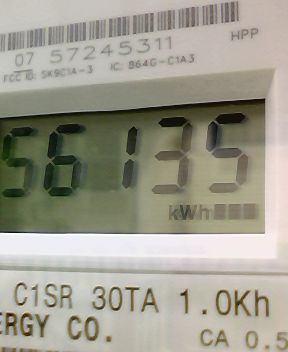 07 57245311 HPP
FCC ID: SK9C1A-3 IC: 864G-C1A3
56135
kWh
C1SR 30TA 1.0Kh
ERGY CO. CA 0.5